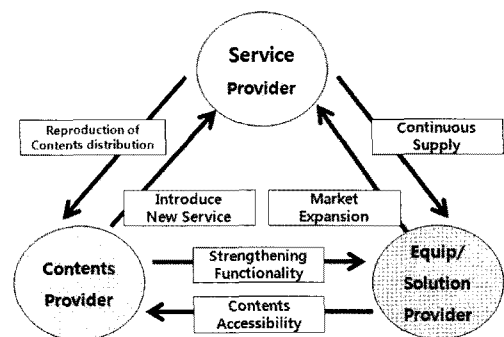 Service
Provider
Reproduction of
Contents distribution
Continuous
Supply
Introduce
New Service
Market
Expansion
Contents
Provider
Strengthening
Functionality
Equip/
Solution
Provider
Contents
Accessibility